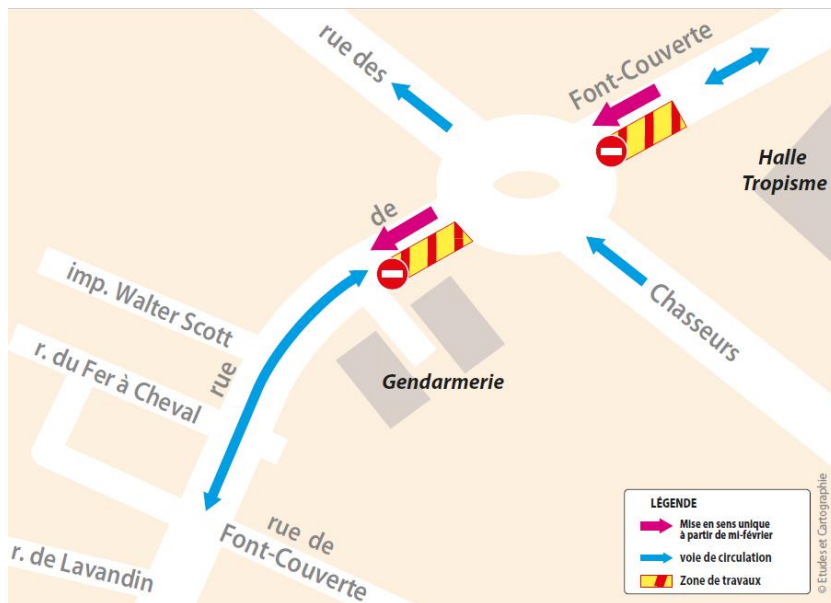 rue des
Font-Couverte
Halle
Tropisme
de
imp. Walter Scott
Chasseurs
r. du Fer à Cheval
rue
Gendarmerie
rue de
Font-Couverte
r. de Lavandin
LÉGENDE
Mise en sens unique
à partir de mi-février
voie de circulation
Zone de travaux
© Etudes et Cartographie